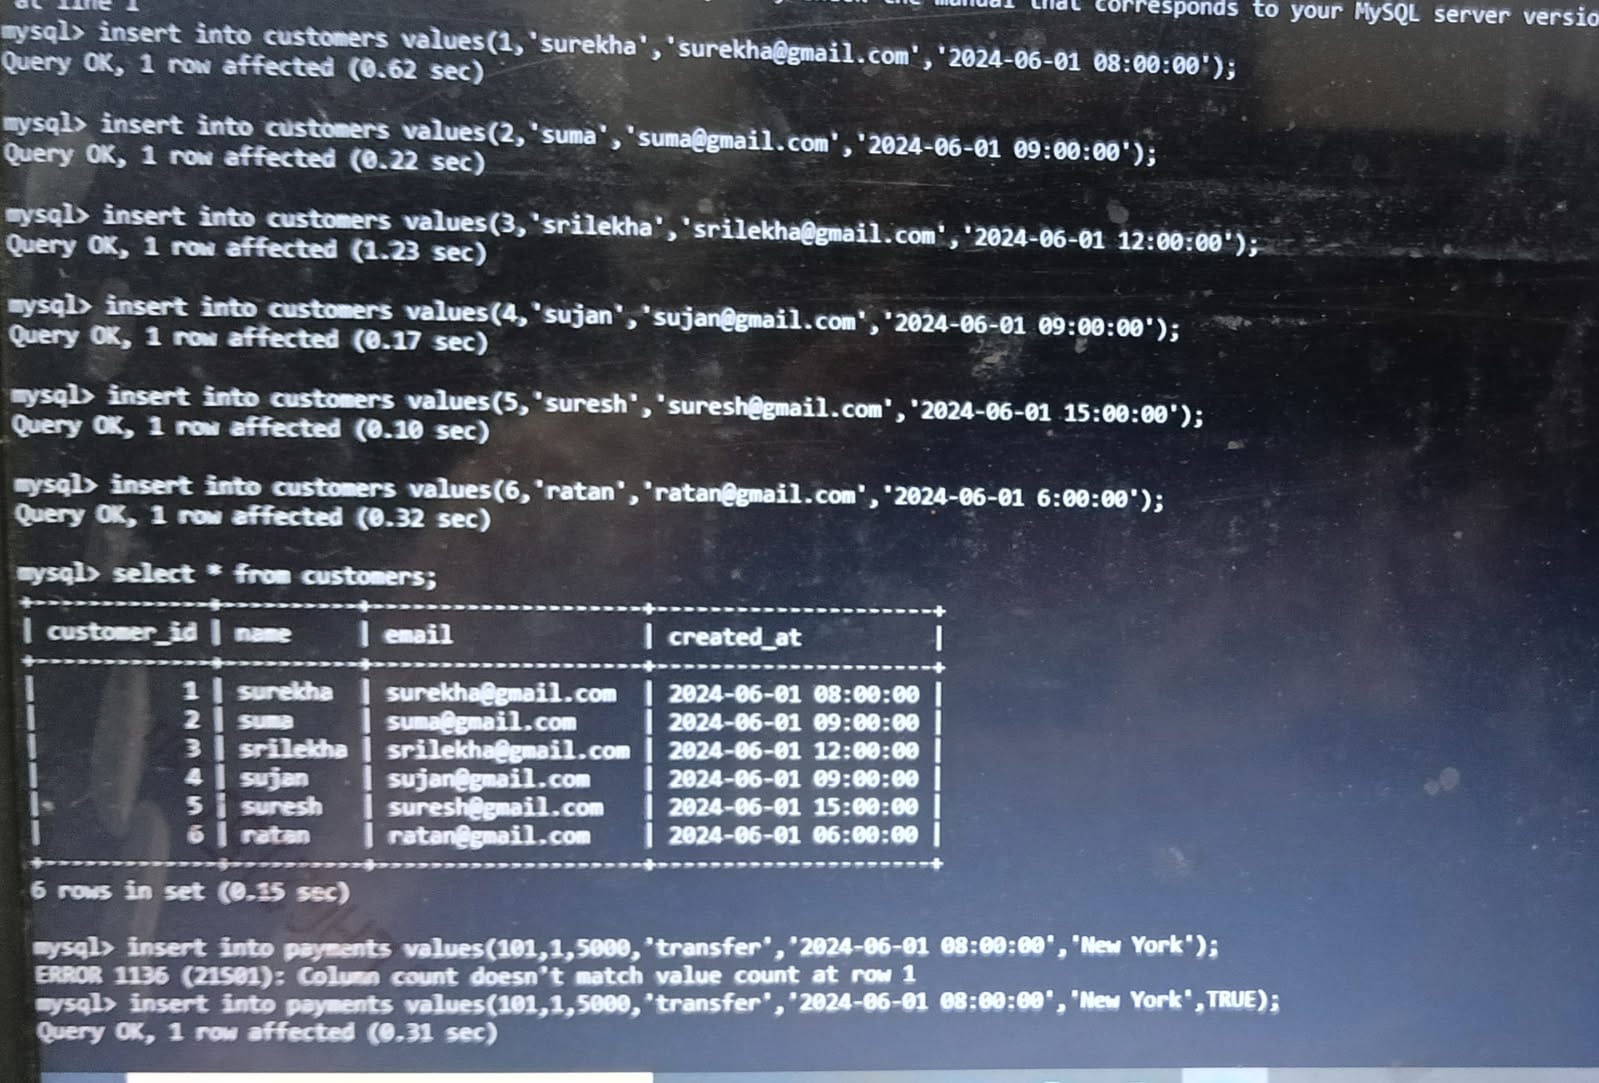 at line 1
manual that corresponds to your MySQL server versio
mysql> insert into customers values(1,'surekha','surekha@gmail.com','2024-06-01 08:00:00');
Query OK, 1 row affected (0.62 sec)
mysql> insert into customers values(2,'suma','suma@gmail.com','2024-06-01 09:00:00');
Query OK, 1 row affected (0.22 sec)
mysql> insert into customers values(3,'srilekha','srilekha@gmail.com','2024-06-01 12:00:00');
Query OK, 1 row affected (1.23 sec)
mysql> insert into customers values(4,'sujan','sujan@gmail.com','2024-06-01 09:00:00');
Query OK, 1 row affected (0.17 sec)
mysql> insert into customers values(5,'suresh','suresh@gmail.com','2024-06-01 15:00:00');
Query OK, 1 row affected (0.10 sec)
mysql> insert into customers values(6,'ratan','ratan@gmail.com','2024-06-01 6:00:00');
Query OK, 1 row affected (0.32 sec)
mysql> select * from customers;
| customer_id | name | email | created_at |
| 1 | surekha | surekha@gmail.com | 2024-06-01 08:00:00 |
| 2 | suma | suma@gmail.com | 2024-06-01 09:00:00 |
| 3 | srilekha | srilekha@gmail.com | 2024-06-01 12:00:00 |
| 4 | sujan | sujan@gmail.com | 2024-06-01 09:00:00 |
| 5 | suresh | suresh@gmail.com | 2024-06-01 15:00:00 |
| 6 | ratan | ratan@gmail.com | 2024-06-01 06:00:00 |
6 rows in set (0.15 sec)
mysql> insert into payments values(101,1,5000,'transfer','2024-06-01 08:00:00','New York');
ERROR 1136 (21S01): Column count doesn't match value count at row 1
mysql> insert into payments values(101,1,5000,'transfer','2024-06-01 08:00:00','New York',TRUE);
Query OK, 1 row affected (0.31 sec)